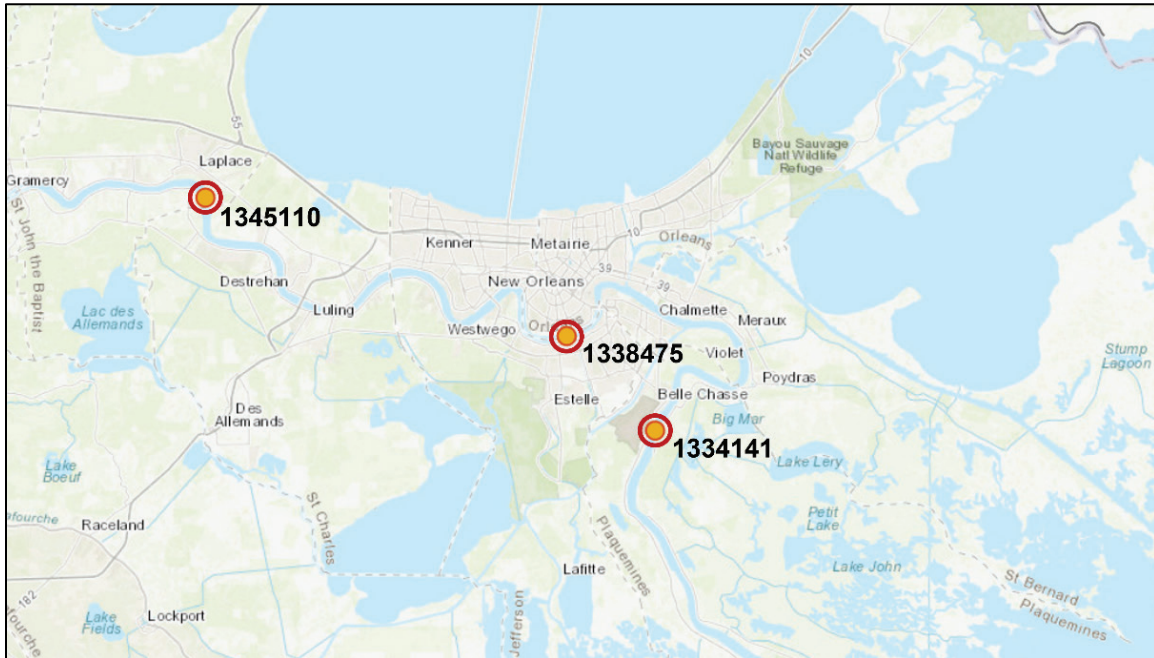 10
55
Laplace
Gramercy
Bayou Sauvage
Natl Wildlife
Refuge
1345110
St John the Baptist
Kenner
Metairie
10
Orleans
Destrehan
New Orleans
39
39
Lac des
Allemands
Luling
Westwego
Orleans
Chalmette
Meraux
1338475
Violet
Stump
Lagoon
Poydras
Estelle
Belle Chasse
Des
Allemands
Big Mar
1334141
Lake Lery
Lake
Boeuf
St Charles
Petit
Lake
afourche
Raceland
Plaquemines
Lafitte
Lake John
St Bernard
Plaquemines
182
Lake
Fields
Lockport
Jefferson
fourche